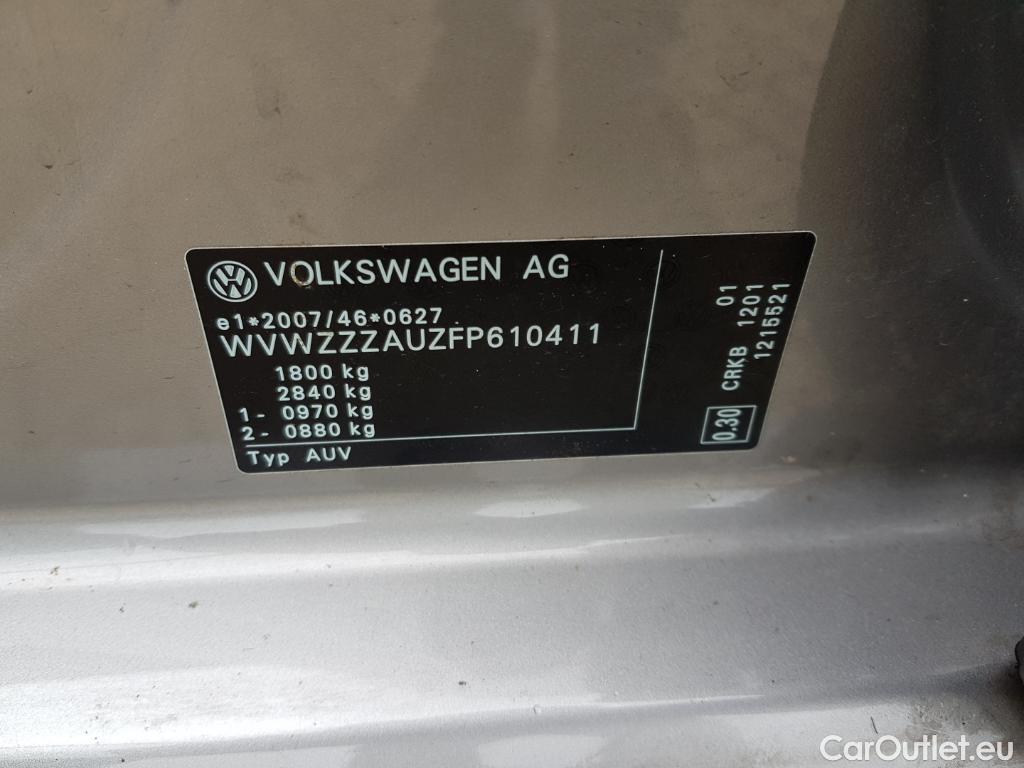 VOLKSWAGEN AG
e1*2007/46*0627
WVWZZZAUZFP610411
1800 kg
2840 kg
1- 0970 kg
2- 0880 kg
Typ AUV
01
CRKB 1201
1215521
0.30
CarOutlet.eu